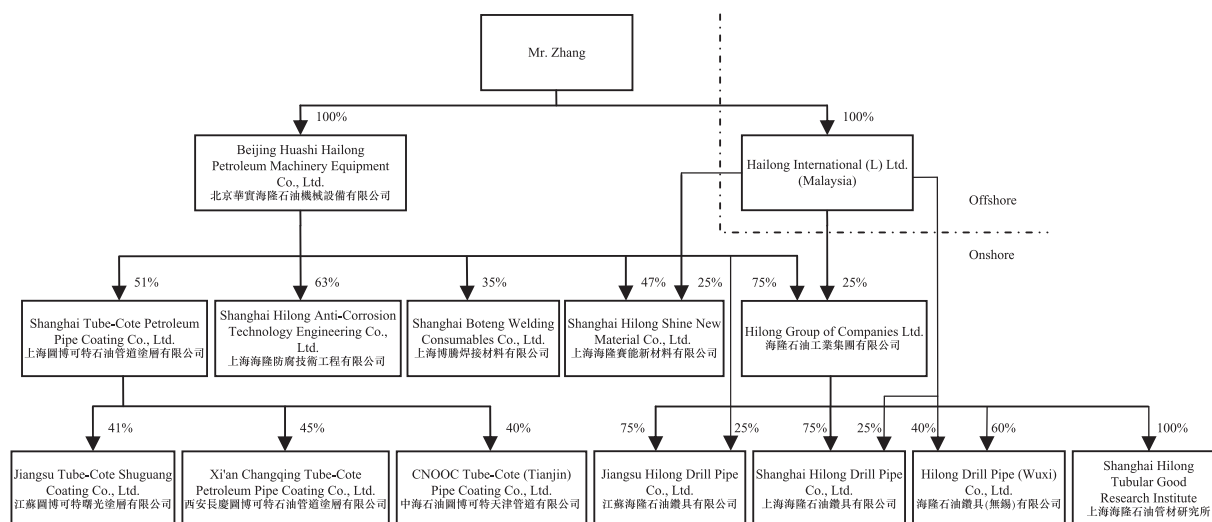 Mr. Zhang
100%
100%
Beijing Huashi Hailong
Petroleum Machinery Equipment
Co., Ltd.
北京華實海隆石油機械設備有限公司
Hailong International (L) Ltd.
(Malaysia)
Offshore
Onshore
51%
63%
35%
47%
25%
75%
25%
Shanghai Tube-Cote Petroleum
Pipe Coating Co., Ltd.
上海圖博可特石油管道塗層有限公司
Shanghai Hilong Anti-Corrosion
Technology Engineering Co.,
Ltd.
上海海隆防腐技術工程有限公司
Shanghai Boteng Welding
Consumables Co., Ltd.
上海博騰焊接材料有限公司
Shanghai Hilong Shine New
Material Co., Ltd.
上海海隆賽能新材料有限公司
Hilong Group of Companies Ltd.
海隆石油工業集團有限公司
41%
45%
40%
75%
25%
75%
25%
40%
60%
100%
Jiangsu Tube-Cote Shuguang
Coating Co., Ltd.
江蘇圖博可特曙光塗層有限公司
Xi'an Changqing Tube-Cote
Petroleum Pipe Coating Co., Ltd.
西安長慶圖博可特石油管道塗層有限公司
CNOOC Tube-Cote (Tianjin)
Pipe Coating Co., Ltd.
中海石油圖博可特天津管道有限公司
Jiangsu Hilong Drill Pipe
Co., Ltd.
江蘇海隆石油鑽具有限公司
Shanghai Hilong Drill Pipe
Co., Ltd.
上海海隆石油鑽具有限公司
Hilong Drill Pipe (Wuxi)
Co., Ltd.
海隆石油鑽具(無錫)有限公司
Shanghai Hilong
Tubular Good
Research Institute
上海海隆石油管材研究所